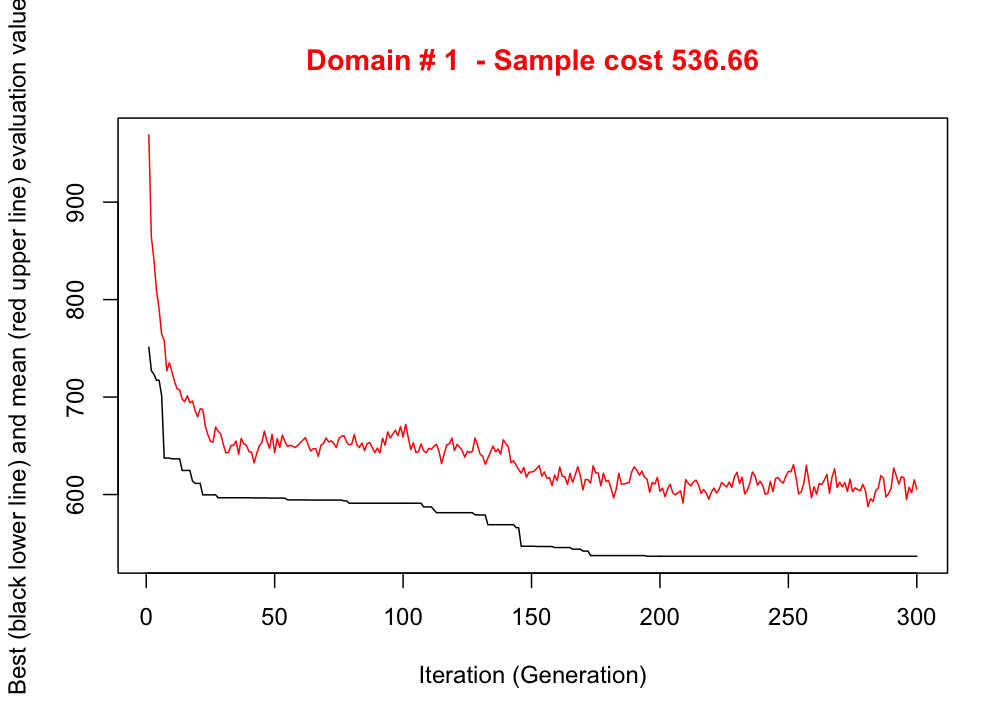 Domain # 1  - Sample cost 536.66
Best (black lower line) and mean (red upper line) evaluation value
900
800
700
600
0 50 100 150 200 250 300
Iteration (Generation)